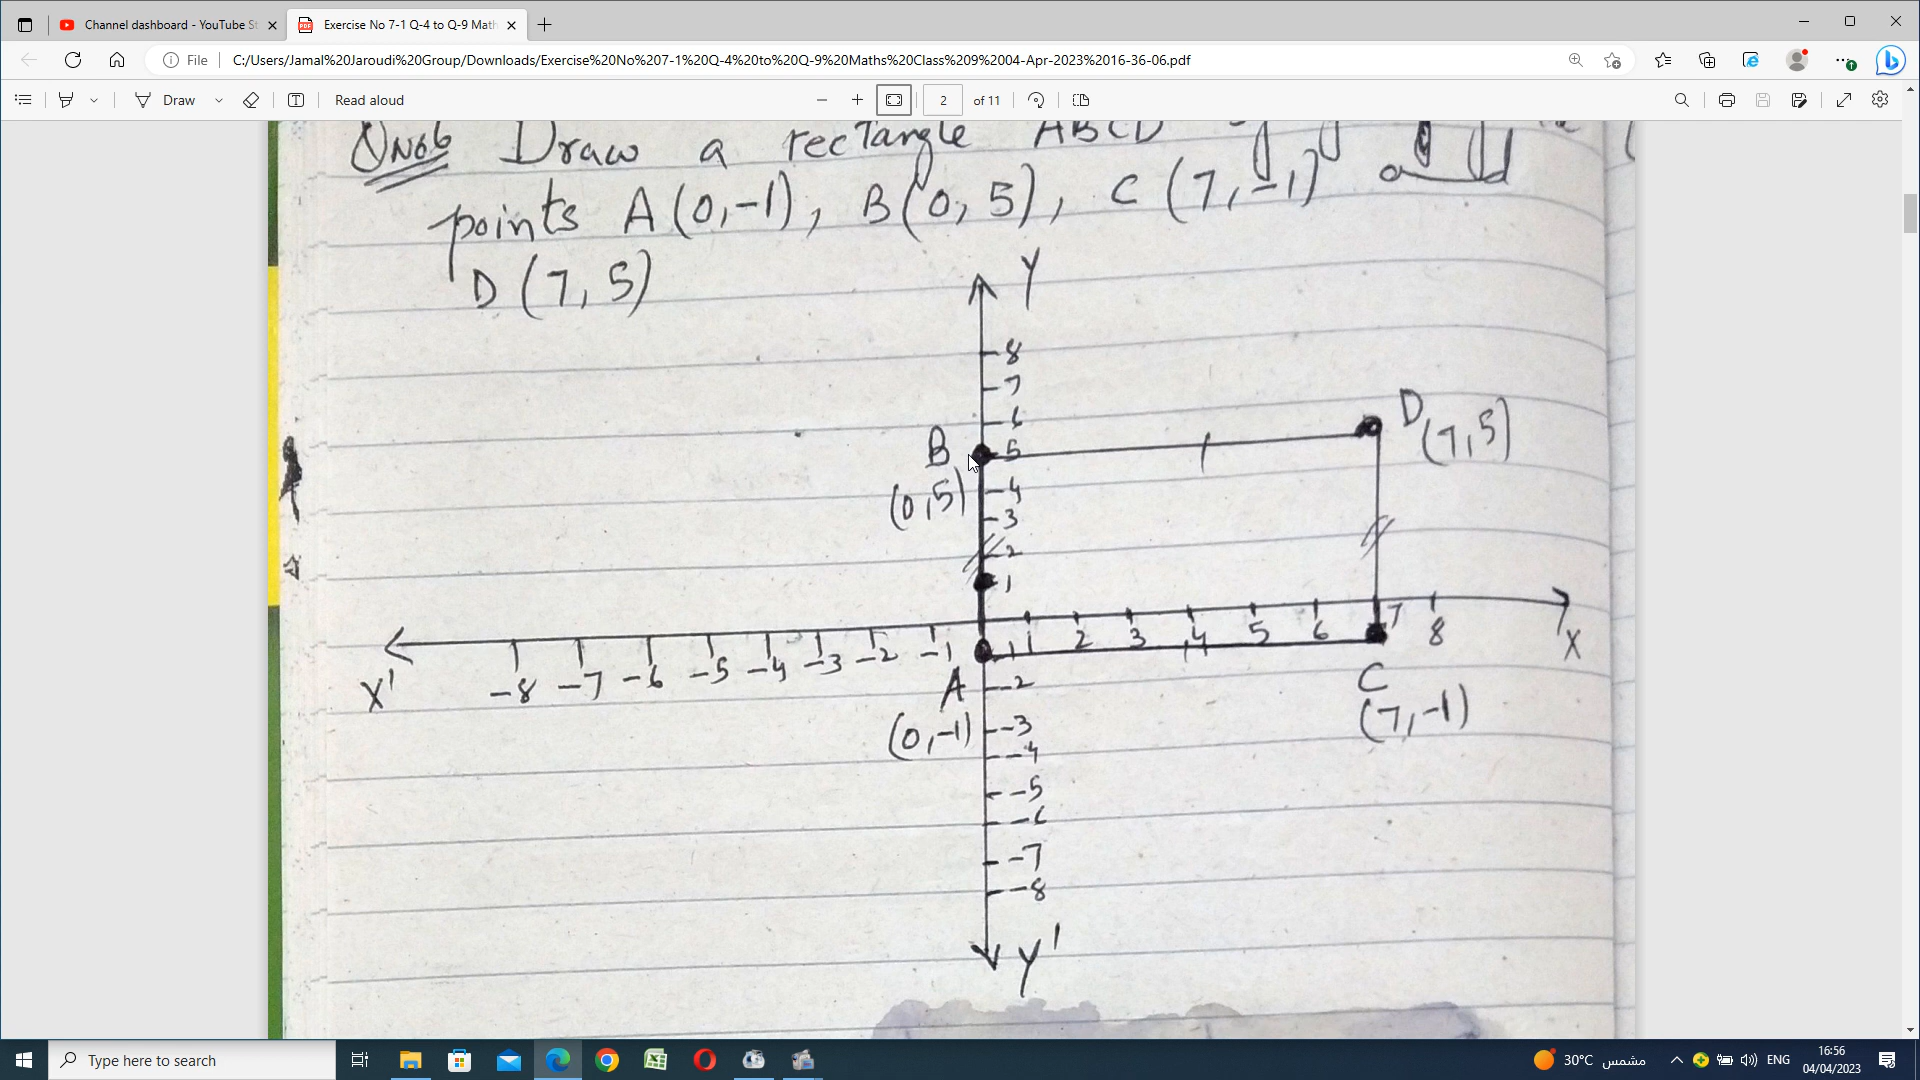 Channel dashboard - YouTube St
Exercise No 7-1 Q-4 to Q-9 Math
File
C:/Users/Jamal%20Jaroudi%20Group/Downloads/Exercise%20No%207-1%20Q-4%20to%20Q-9%20Maths%20Class%209%2004-Apr-2023%2016-36-06.pdf
Draw
Read aloud
2 of 11
QNo6 Draw a rectangle ABCD
points A(0,-1), B(0,5), C(7,-1)
D(7,5)
Y
8
7
6
B 5
D (7,5)
(0,5) 4
3
2
1
X' -8 -7 -6 -5 -4 -3 -2 -1 1 2 3 4 5 6 7 8 X
A -2
C
(7,-1)
(0,-1) -3
-4
-5
-6
-7
-8
Y'
Type here to search
30°C مشمس
ENG
16:56
04/04/2023